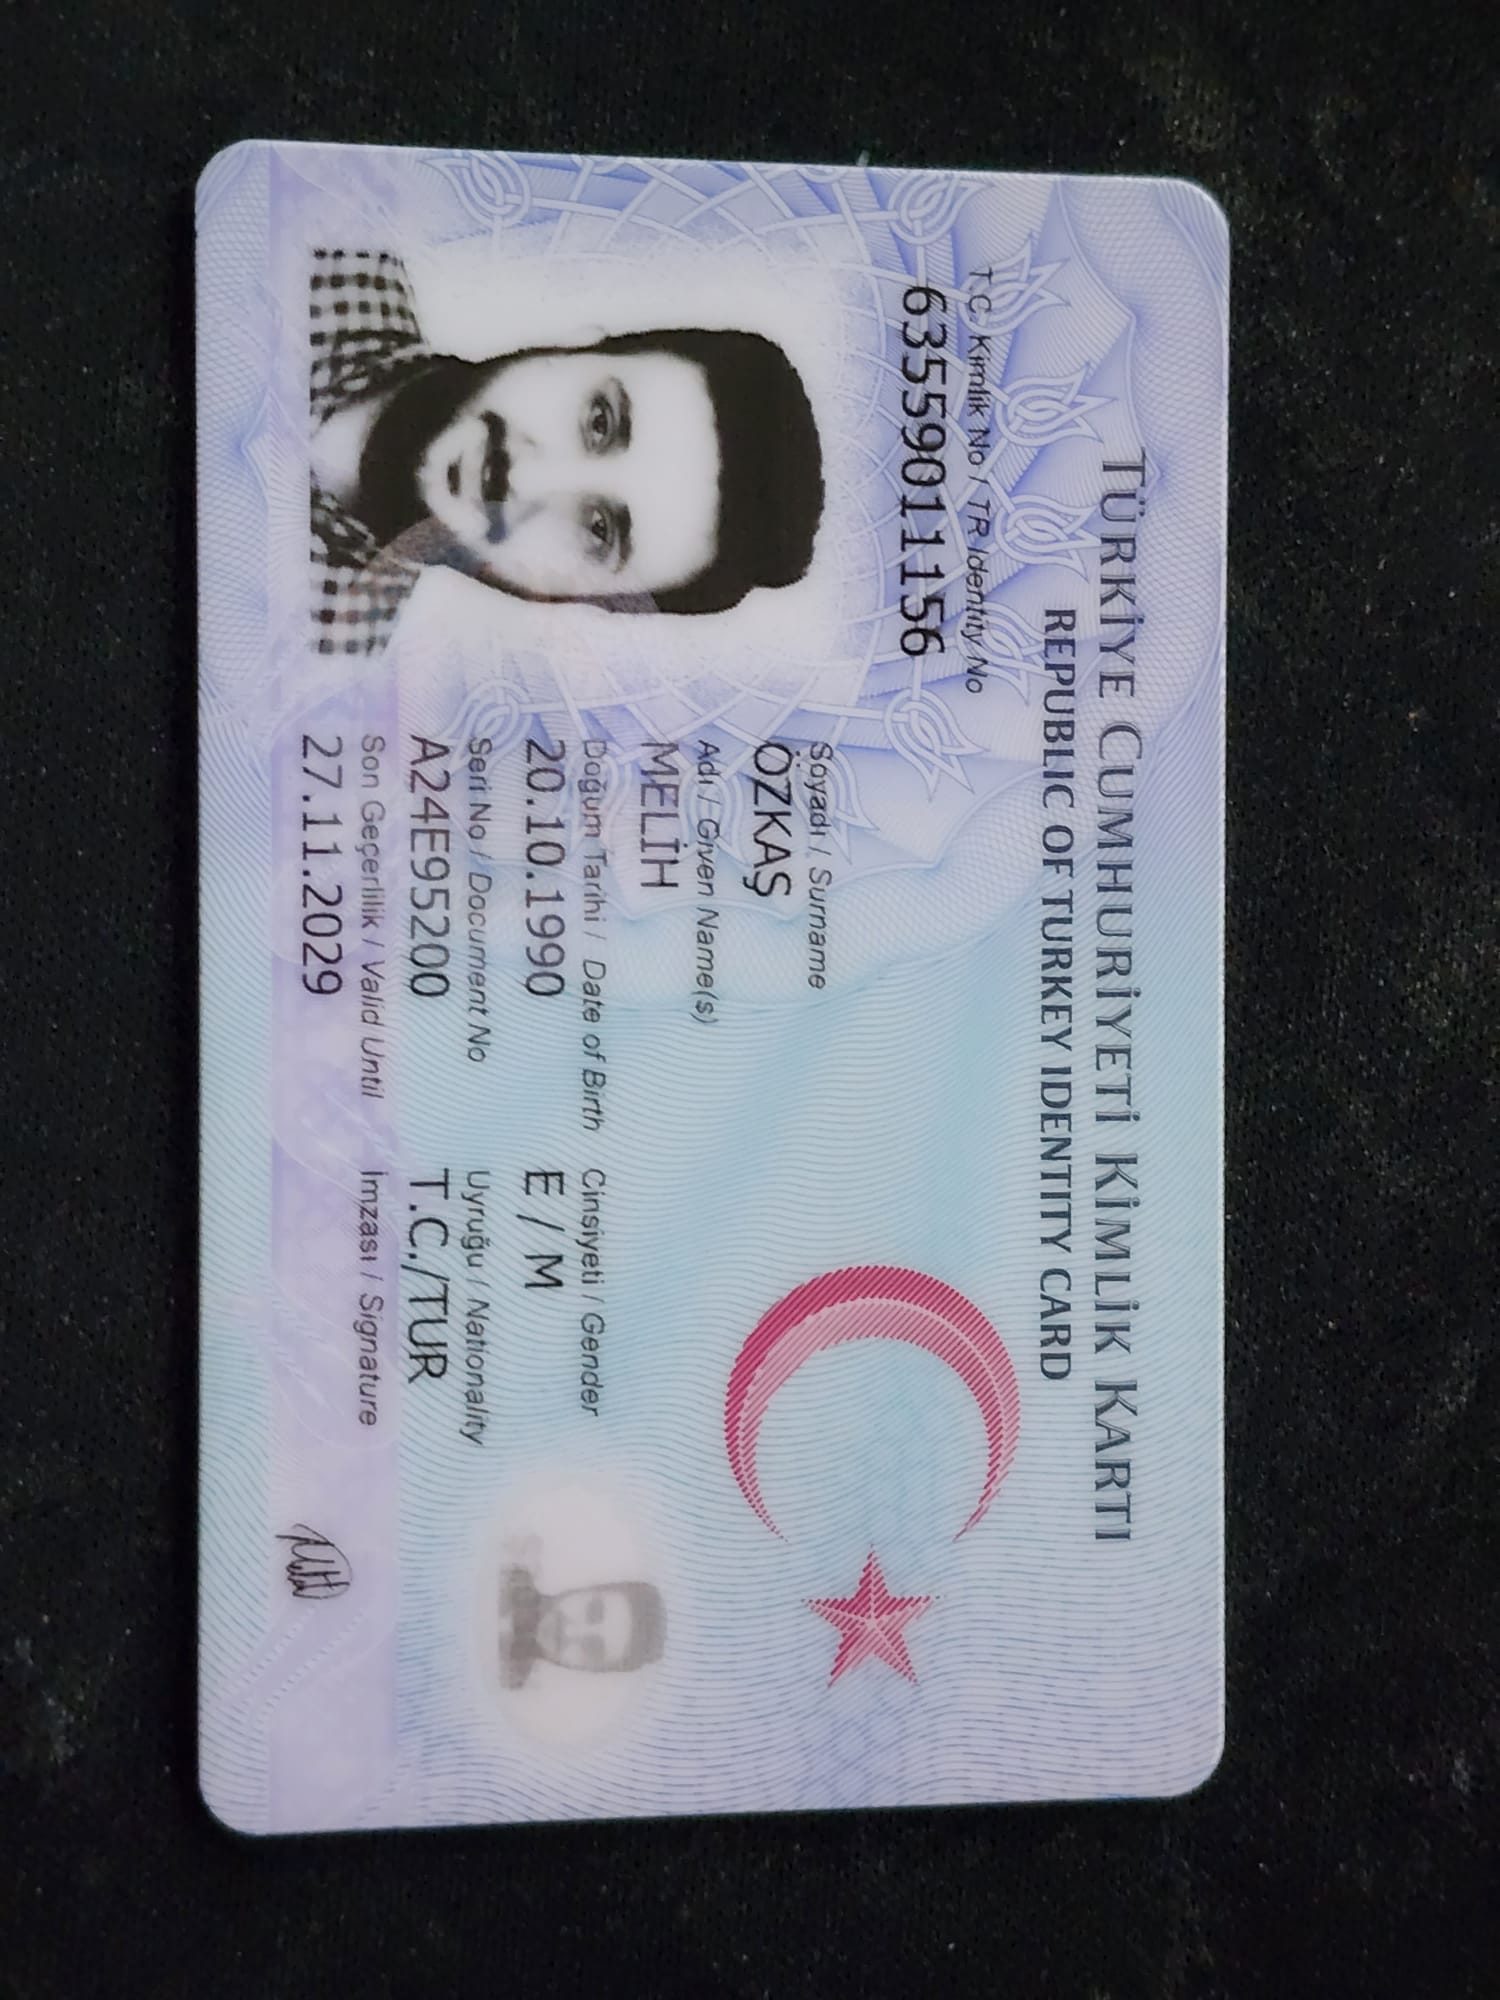 TÜRKİYE CUMHURİYETİ KİMLİK KARTI
REPUBLIC OF TURKEY IDENTITY CARD
T.C. Kimlik No / TR Identity No
63559011156
Soyadı / Surname
ÖZKAŞ
Adı / Given Name(s)
MELİH
Doğum Tarihi / Date of Birth
20.10.1990
Cinsiyeti / Gender
E / M
Seri No / Document No
A24E95200
Uyruğu / Nationality
T.C./TUR
Son Geçerlilik / Valid Until
27.11.2029
İmzası / Signature